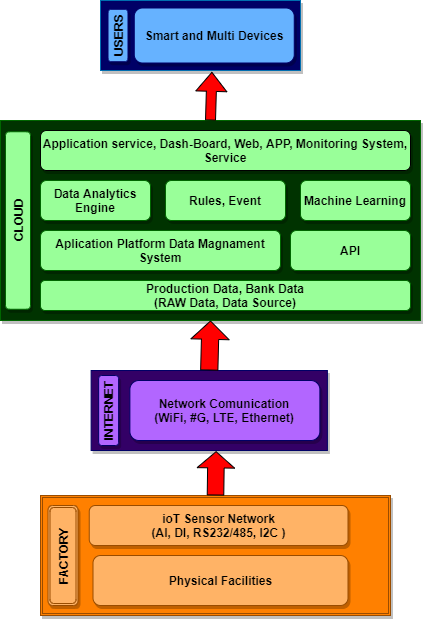 USERS
Smart and Multi Devices
CLOUD
Application service, Dash-Board, Web, APP, Monitoring System,
Service
Data Analytics
Engine
Rules, Event
Machine Learning
Aplication Platform Data Magnament
System
API
Production Data, Bank Data
(RAW Data, Data Source)
INTERNET
Network Comunication
(WiFi, #G, LTE, Ethernet)
FACTORY
ioT Sensor Network
(AI, DI, RS232/485, I2C )
Physical Facilities